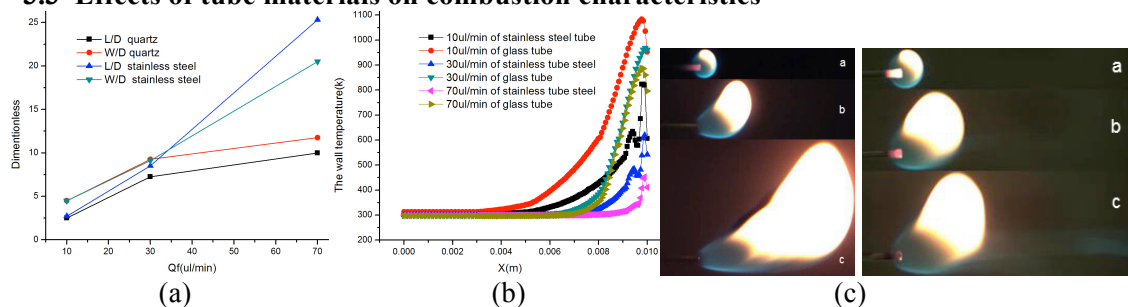 3.3 Effects of tube materials on combustion characteristics
25
20
15
10
5
0
Dimentionless
L/D quartz
W/D quartz
L/D stainless steel
W/D stainless steel
10 20 30 40 50 60 70
Qf(ul/min)
(a)
1100
1000
900
800
700
600
500
400
300
200
The wall temperature(k)
10ul/min of stainless steel tube
10ul/min of glass tube
30ul/min of stainless tube steel
30ul/min of glass tube
70ul/min of stainless tube steel
70ul/min of glass tube
0.000 0.002 0.004 0.006 0.008 0.010
X(m)
(b)
a
b
c
a
b
c
(c)